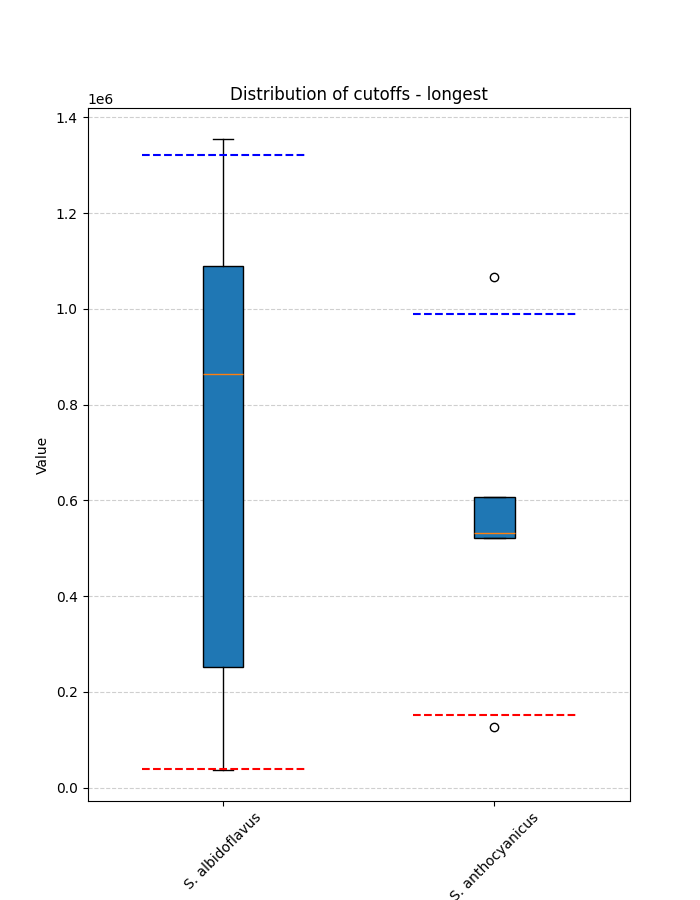 Distribution of cutoffs - longest
1e6
1.4
1.2
1.0
0.8
0.6
0.4
0.2
0.0
Value
S. albidoflavus
S. anthocyanicus